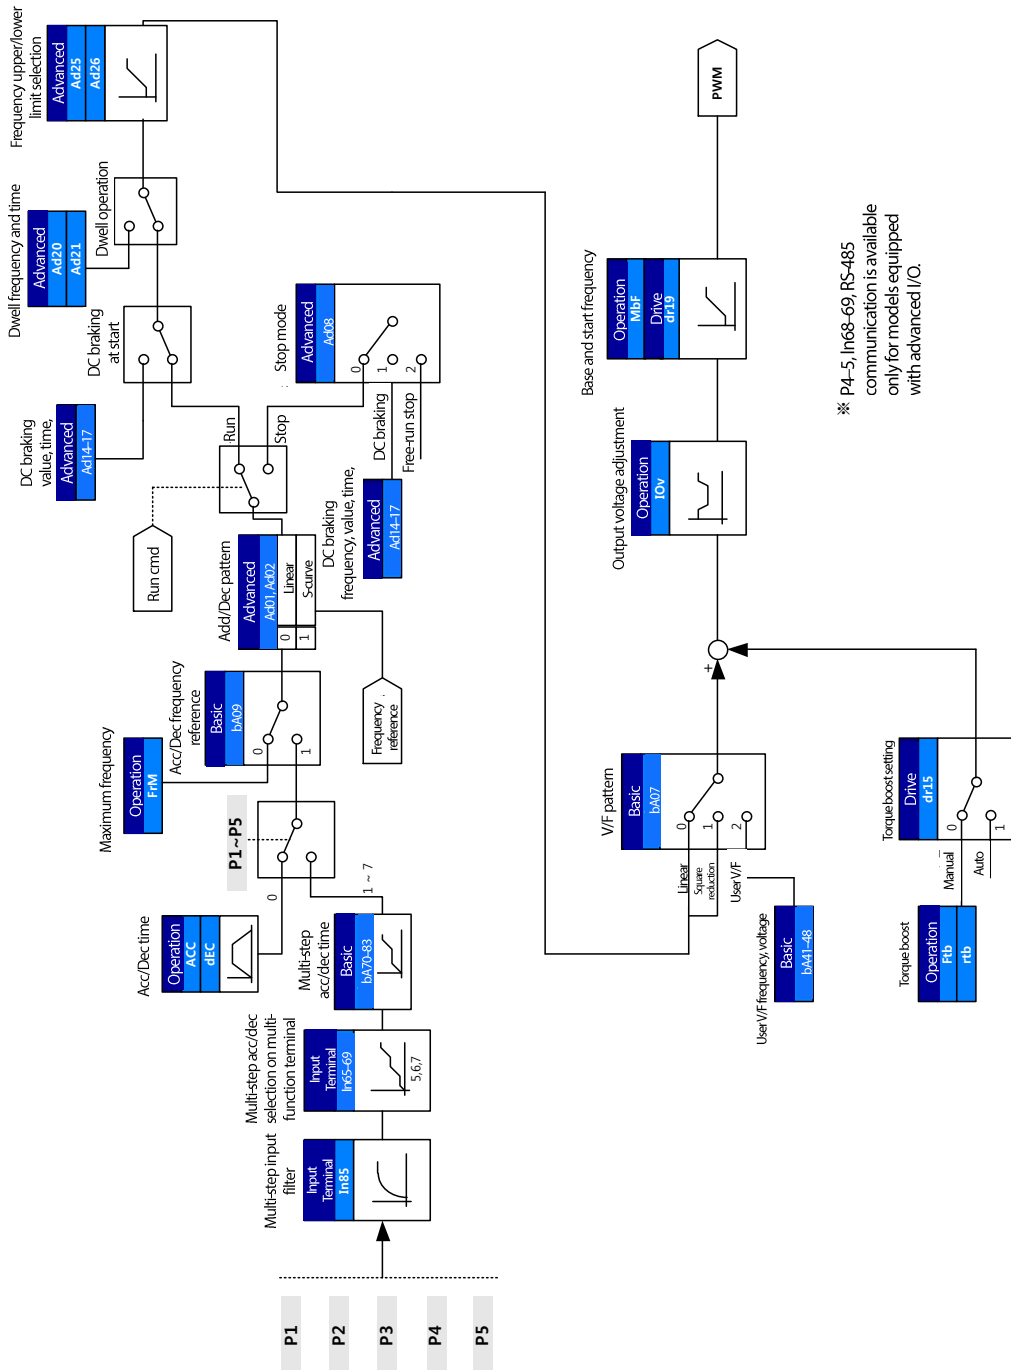 P1
P2
P3
P4
P5
Multi-step input
filter
Input
Terminal
In85
Multi-step acc/dec
selection on multi-
function terminal
Input
Terminal
In65–69
5,6,7
Acc/Dec time
Operation
ACC
dEC
Multi-step
acc/dec time
Basic
bA70-83
0
1 ~ 7
P1~P5
Maximum frequency
Operation
FrM
Acc/Dec frequency
reference
Basic
bA09
0
1
Frequency
reference
Add/Dec pattern
Advanced
Ad01, Ad02
0
Linear
1
S-curve
Run cmd
Run
Stop
DC braking
frequency, value, time,
Advanced
Ad14–17
Stop mode
Advanced
Ad08
0
1
2
DC braking
Free-run stop
DC braking
value, time,
Advanced
Ad14–17
DC braking
at start
Dwell frequency and time
Advanced
Ad20
Ad21
Dwell operation
Frequency upper/lower
limit selection
Advanced
Ad25
Ad26
User V/F frequency, voltage
Basic
bA41–48
V/F pattern
Basic
bA07
Linear
0
Square
reduction
1
User V/F
2
Torque boost
Operation
Ftb
rtb
Torque boost setting
Drive
dr15
Manual
0
Auto
1
+
Output voltage adjustment
Operation
IOv
Base and start frequency
Operation
MbF
Drive
dr19
PWM
※ P4–5, In68–69, RS-485
communication is available
only for models equipped
with advanced I/O.